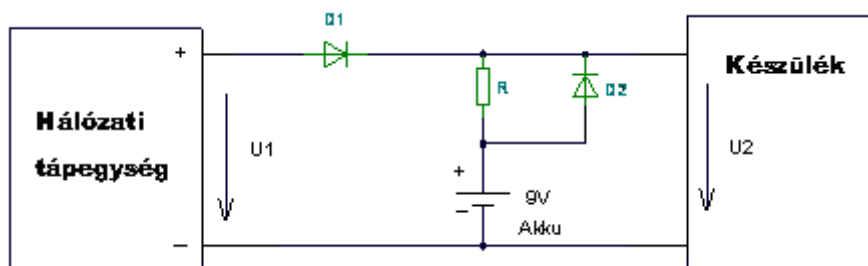 D1
+
Hálózati
tápegység
U1
R
D2
+
9V
Akku
Készülék
U2